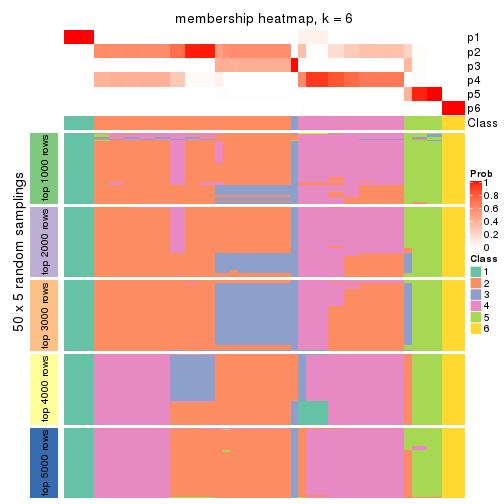 membership heatmap, k = 6
p1
p2
p3
p4
p5
p6
Class
50 x 5 random samplings
top 1000 rows
top 2000 rows
top 3000 rows
top 4000 rows
top 5000 rows
Prob
1
0.8
0.6
0.4
0.2
0
Class
1
2
3
4
5
6